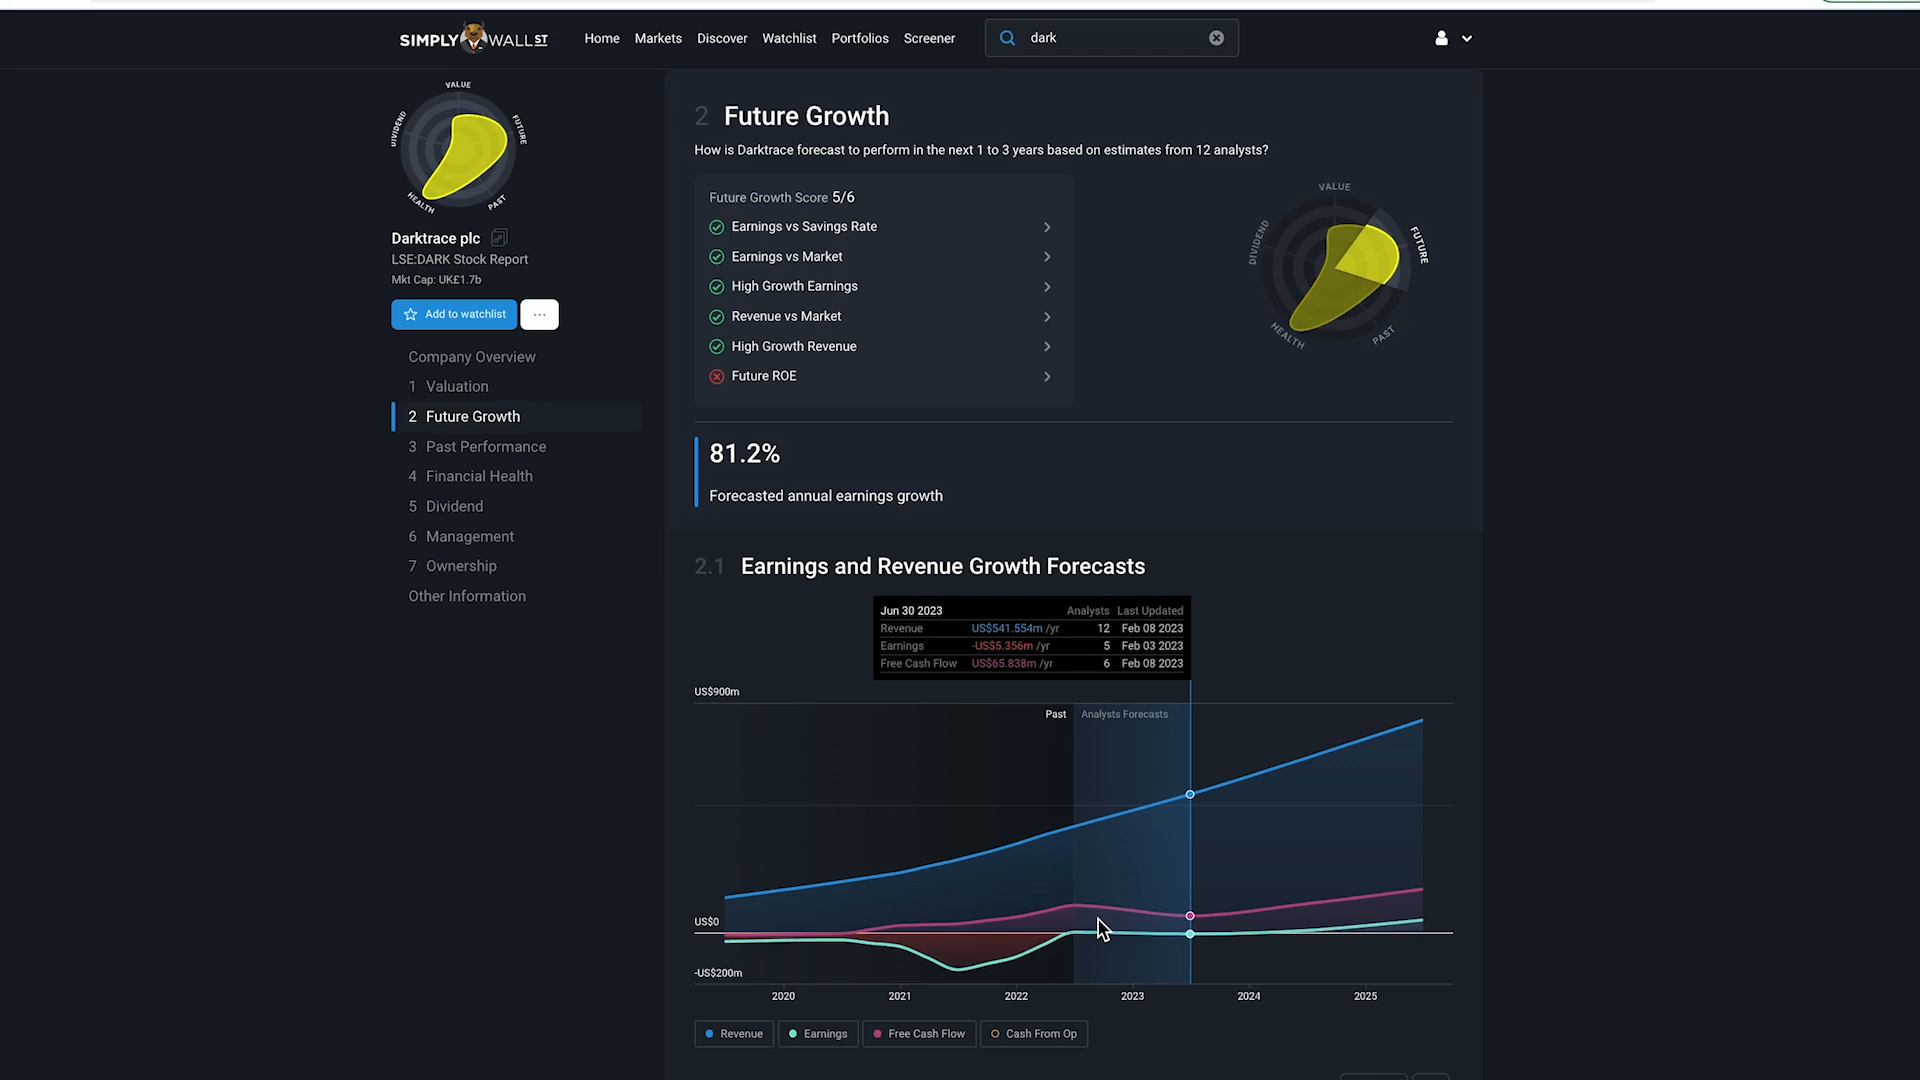 SIMPLY WALLST
Home Markets Discover Watchlist Portfolios Screener
dark
VALUE
FUTURE
PAST
HEALTH
DIVIDEND
Darktrace plc
LSE:DARK Stock Report
Mkt Cap: UK£1.7b
Add to watchlist
...
Company Overview
1 Valuation
2 Future Growth
3 Past Performance
4 Financial Health
5 Dividend
6 Management
7 Ownership
Other Information
2 Future Growth
How is Darktrace forecast to perform in the next 1 to 3 years based on estimates from 12 analysts?
Future Growth Score 5/6
Earnings vs Savings Rate
Earnings vs Market
High Growth Earnings
Revenue vs Market
High Growth Revenue
Future ROE
VALUE
FUTURE
PAST
HEALTH
DIVIDEND
81.2%
Forecasted annual earnings growth
2.1 Earnings and Revenue Growth Forecasts
Jun 30 2023 Analysts Last Updated
Revenue US$541.554m /yr 12 Feb 08 2023
Earnings -US$5.356m /yr 5 Feb 03 2023
Free Cash Flow US$65.838m /yr 6 Feb 08 2023
US$900m
Past Analysts Forecasts
US$0
-US$200m
2020 2021 2022 2023 2024 2025
Revenue Earnings Free Cash Flow Cash From Op